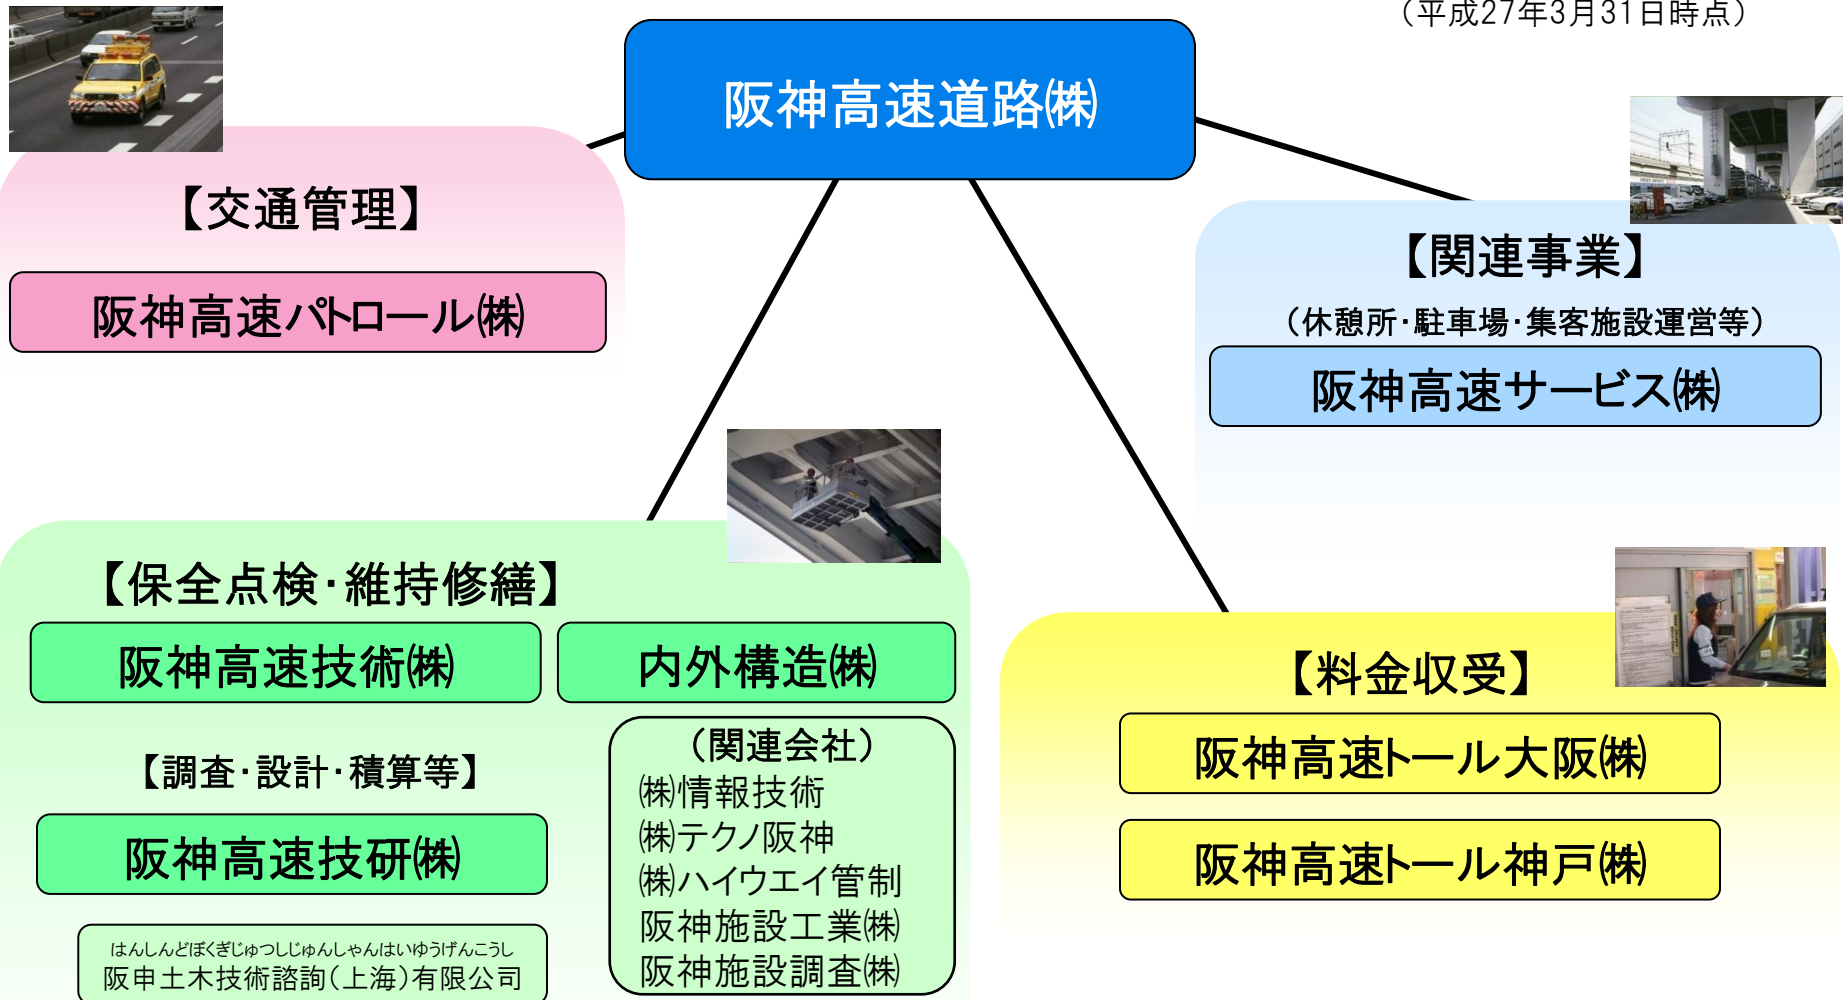 （平成27年3月31日時点）
阪神高速道路㈱
【交通管理】
阪神高速パトロール㈱
【関連事業】
（休憩所･駐車場･集客施設運営等）
阪神高速サービス㈱
【保全点検･維持修繕】
阪神高速技術㈱
内外構造㈱
【調査･設計･積算等】
阪神高速技研㈱
はんしんどぼくぎじゅつしじゅんしゃんはいゆうげんこうし
阪申土木技術諮詢（上海）有限公司
（関連会社）
㈱情報技術
㈱テクノ阪神
㈱ハイウエイ管制
阪神施設工業㈱
阪神施設調査㈱
【料金収受】
阪神高速トール大阪㈱
阪神高速トール神戸㈱